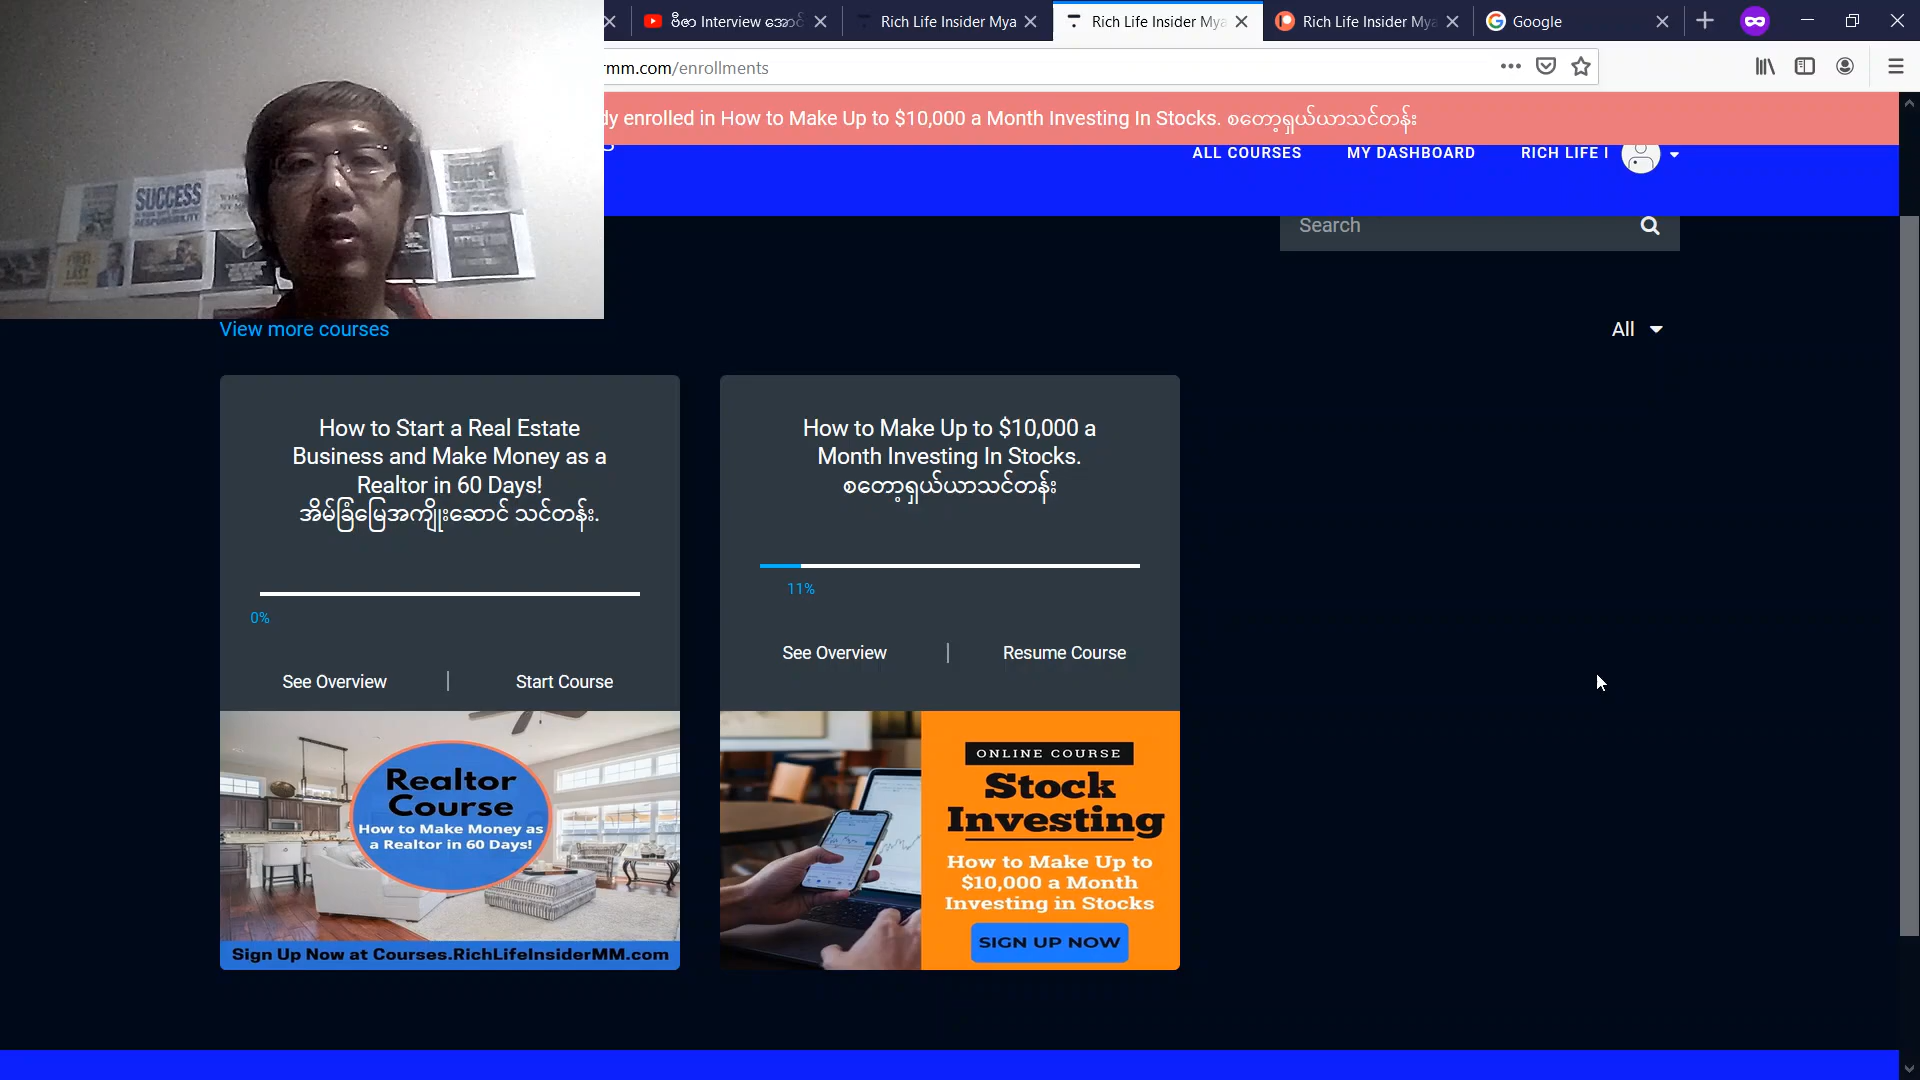 ဗီဇာ Interview အောင်
Rich Life Insider Mya
Rich Life Insider Mya
Rich Life Insider Mya
Google
rmm.com/enrollments
dy enrolled in How to Make Up to $10,000 a Month Investing In Stocks. စတော့ရှယ်ယာသင်တန်း
ALL COURSES
MY DASHBOARD
RICH LIFE I
Search
SUCCESS
RESPONSIBILITY
View more courses
All
How to Start a Real Estate
Business and Make Money as a
Realtor in 60 Days!
အိမ်ခြံမြေအကျိုးဆောင် သင်တန်း.
0%
See Overview | Start Course
Realtor
Course
How to Make Money as
a Realtor in 60 Days!
Sign Up Now at Courses.RichLifeInsiderMM.com
How to Make Up to $10,000 a
Month Investing In Stocks.
စတော့ရှယ်ယာသင်တန်း
11%
See Overview | Resume Course
ONLINE COURSE
Stock
Investing
How to Make Up to
$10,000 a Month
Investing in Stocks
SIGN UP NOW